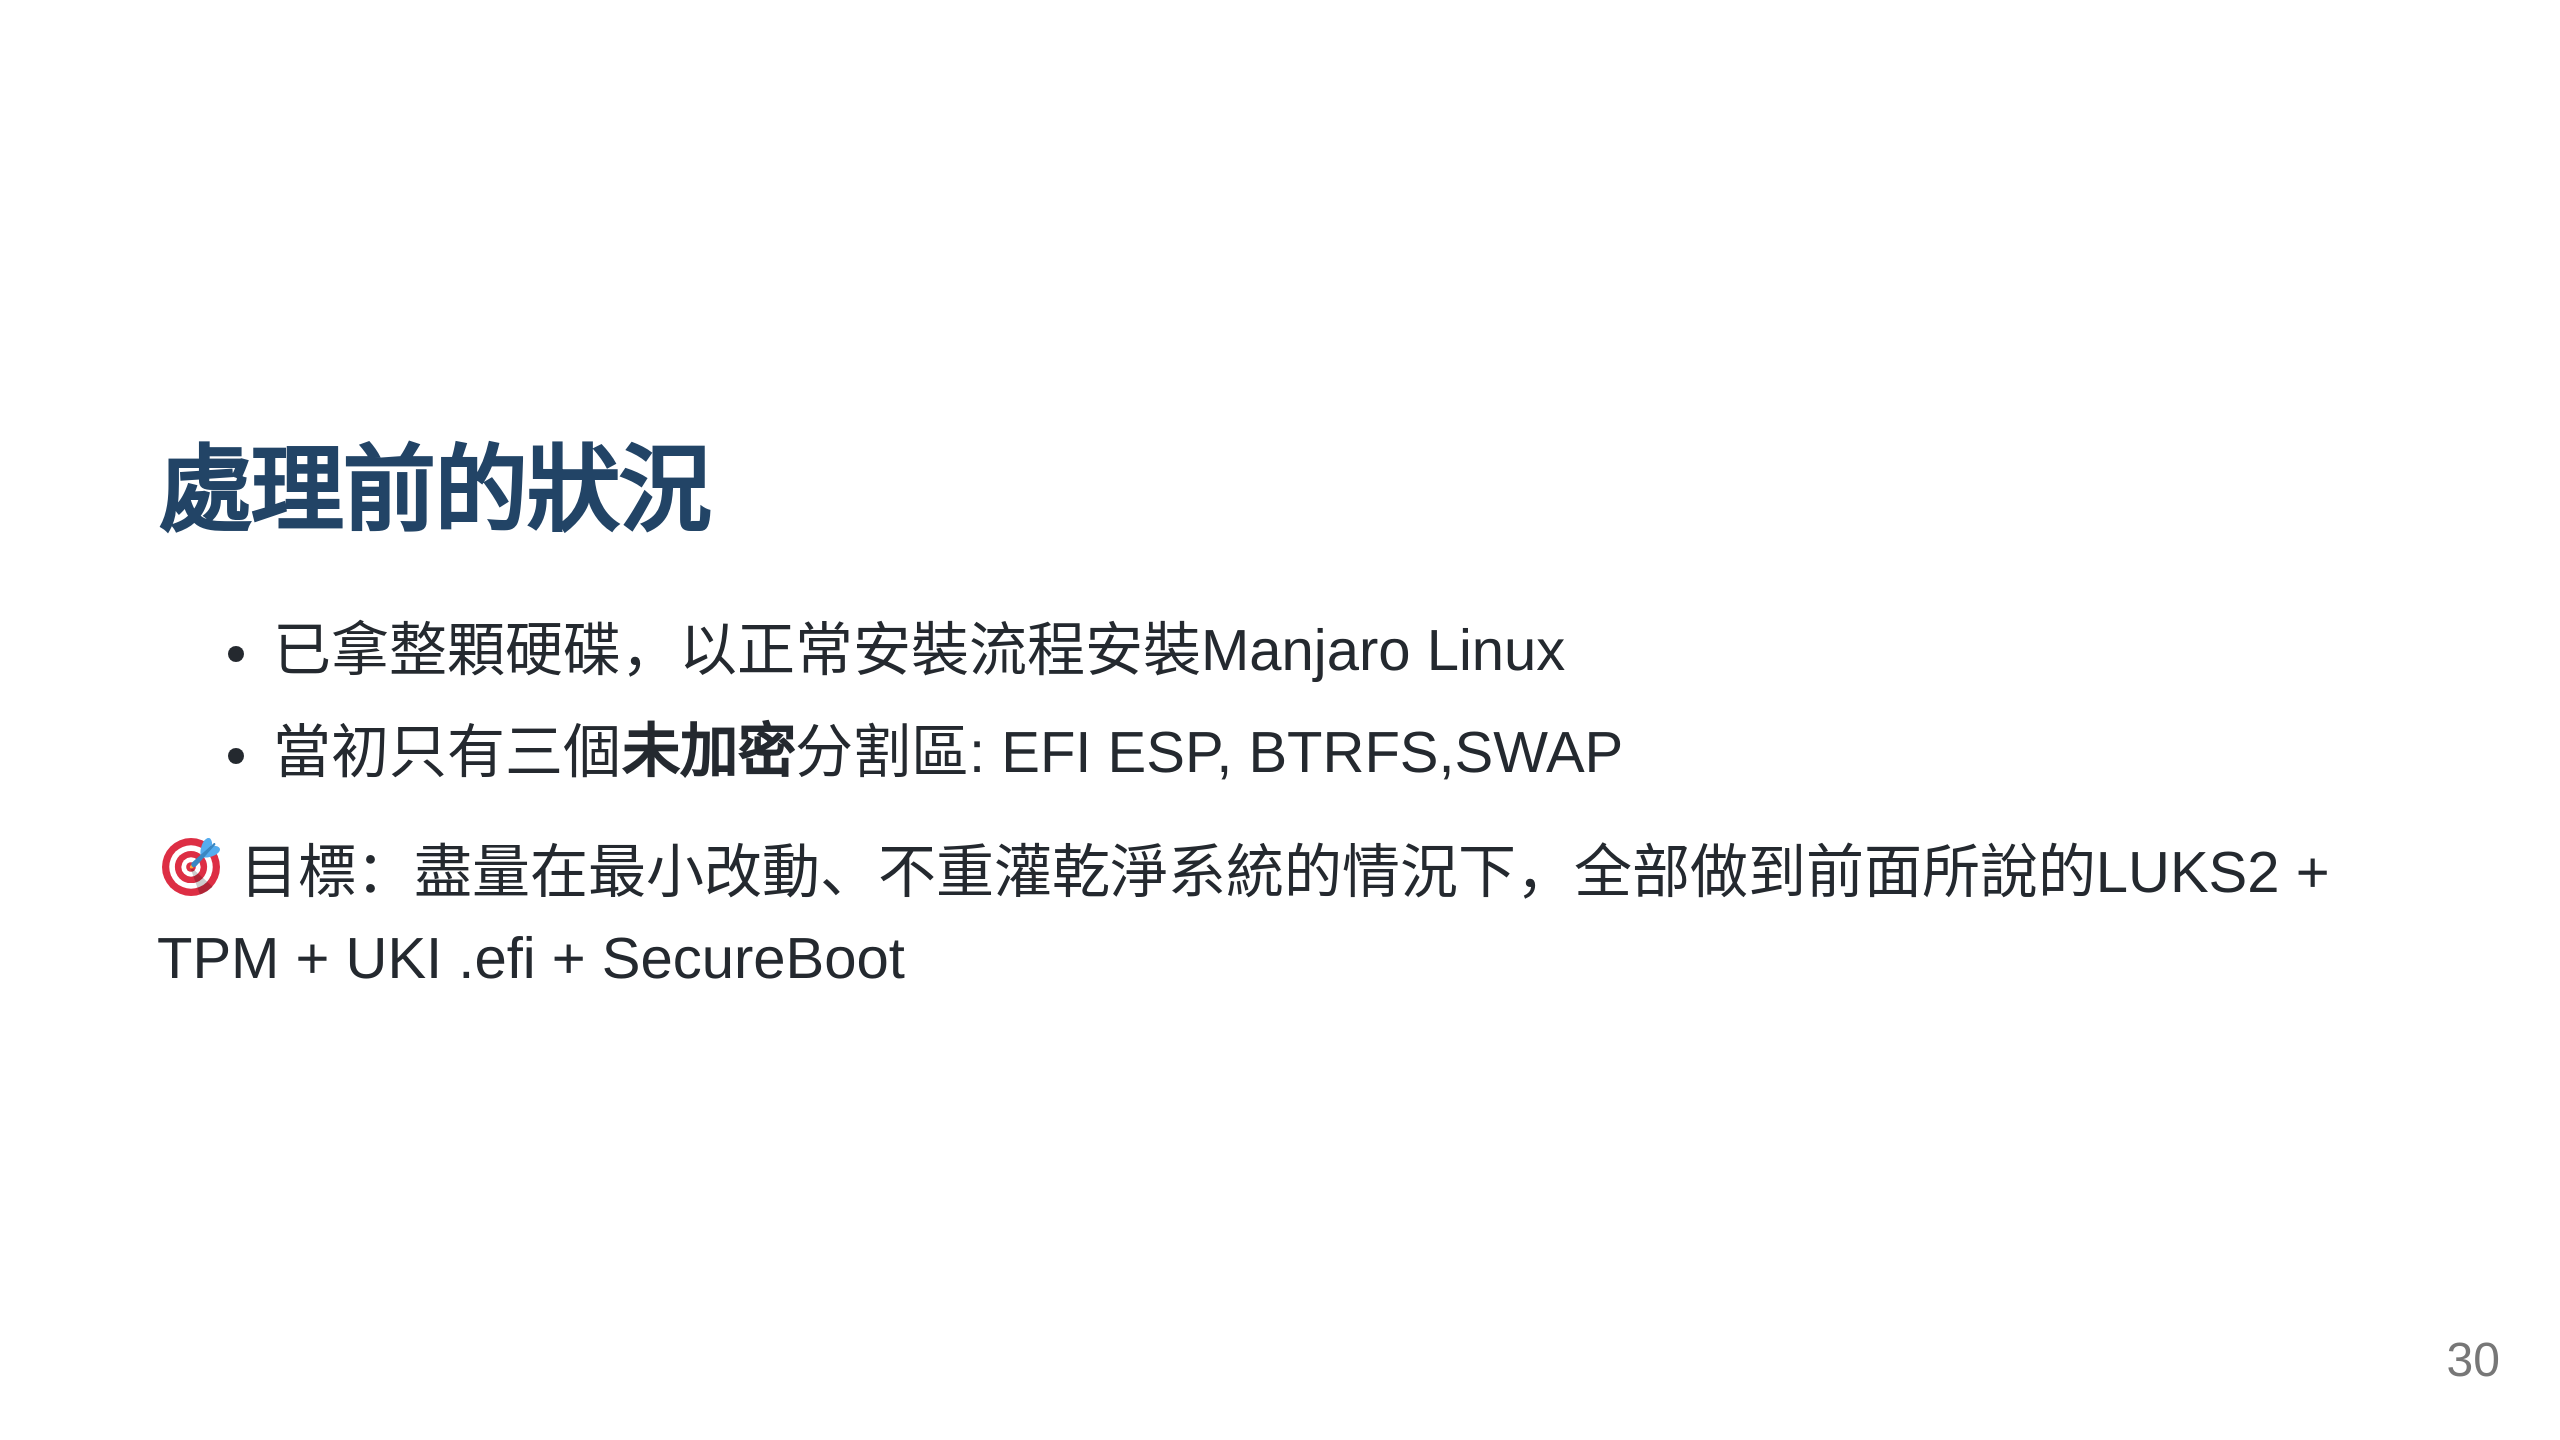 處理前的狀況
• 已拿整顆硬碟，以正常安裝流程安裝Manjaro Linux
• 當初只有三個未加密分割區: EFI ESP, BTRFS,SWAP
🎯 目標：盡量在最小改動、不重灌乾淨系統的情況下，全部做到前面所說的LUKS2 +
TPM + UKI .efi + SecureBoot
30